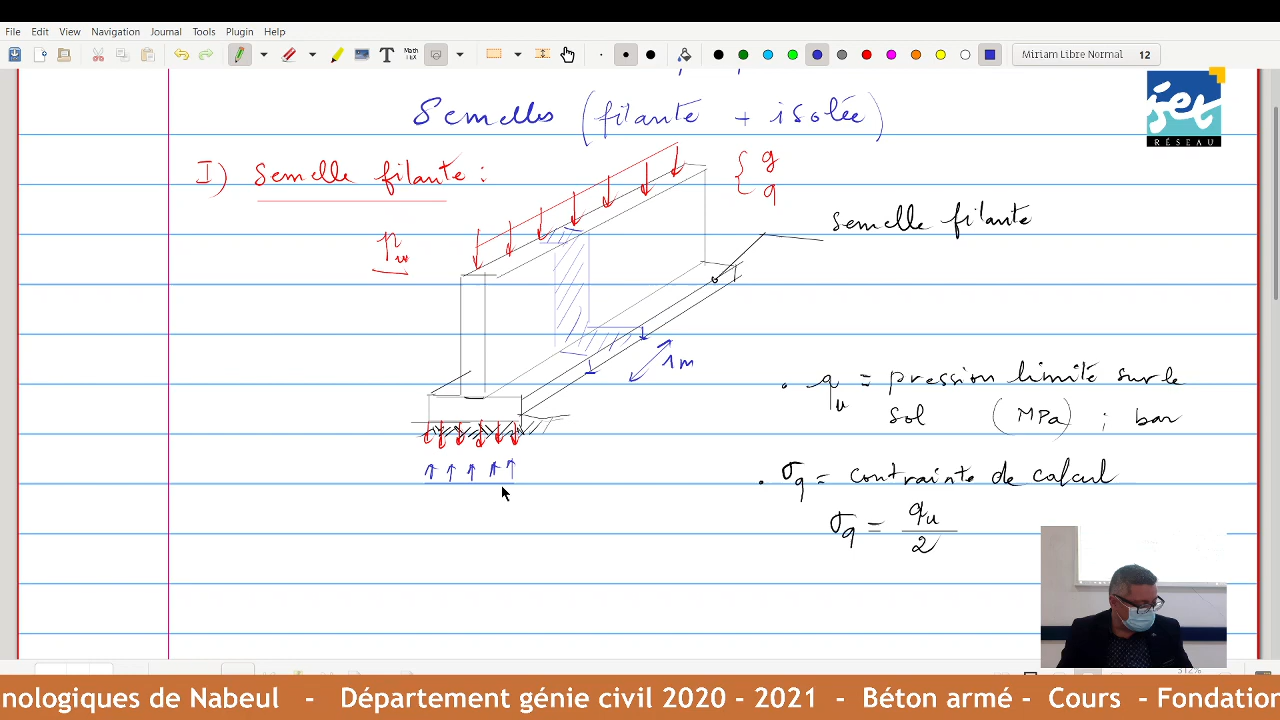 File Edit View Navigation Journal Tools Plugin Help
Math
TEX
Miriam Libre Normal 12
Semelles (filante + isolée)
iset
RÉSEAU
I) Semelle filante :
g
q
Pu
semelle filante
1m
. qu = pression limite sur le
sol (MPa) ; bar
. σq = contrainte de calcul
σq = qu
2
nologiques de Nabeul - Département génie civil 2020 - 2021 - Béton armé - Cours - Fondation